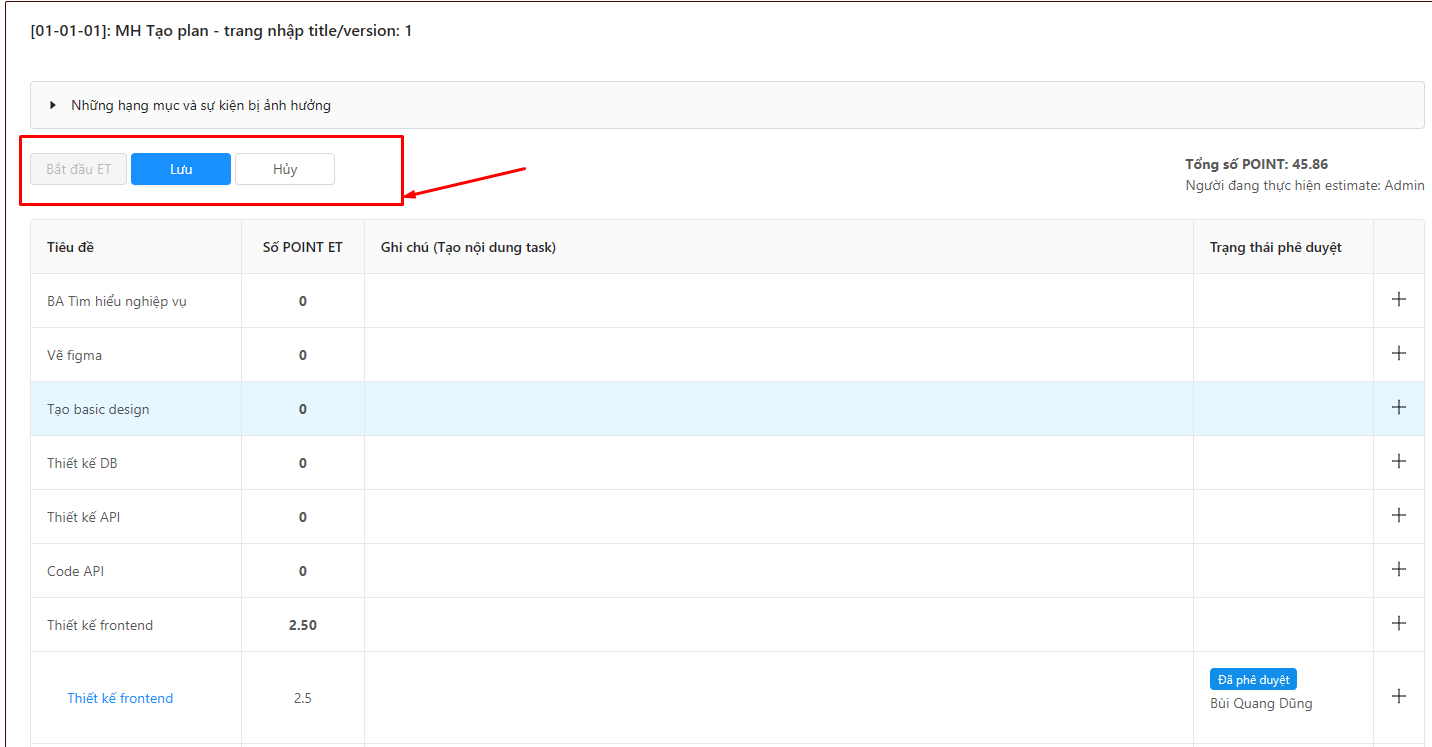 [01-01-01]: MH Tạo plan - trang nhập title/version: 1
Những hạng mục và sự kiện bị ảnh hưởng
Bắt đầu ET Lưu Hủy
Tổng số POINT: 45.86
Người đang thực hiện estimate: Admin
Tiêu đề Số POINT ET Ghi chú (Tạo nội dung task) Trạng thái phê duyệt
BA Tìm hiểu nghiệp vụ 0
Vẽ figma 0
Tạo basic design 0
Thiết kế DB 0
Thiết kế API 0
Code API 0
Thiết kế frontend 2.50
Thiết kế frontend 2.5 Đã phê duyệt
Bùi Quang Dũng